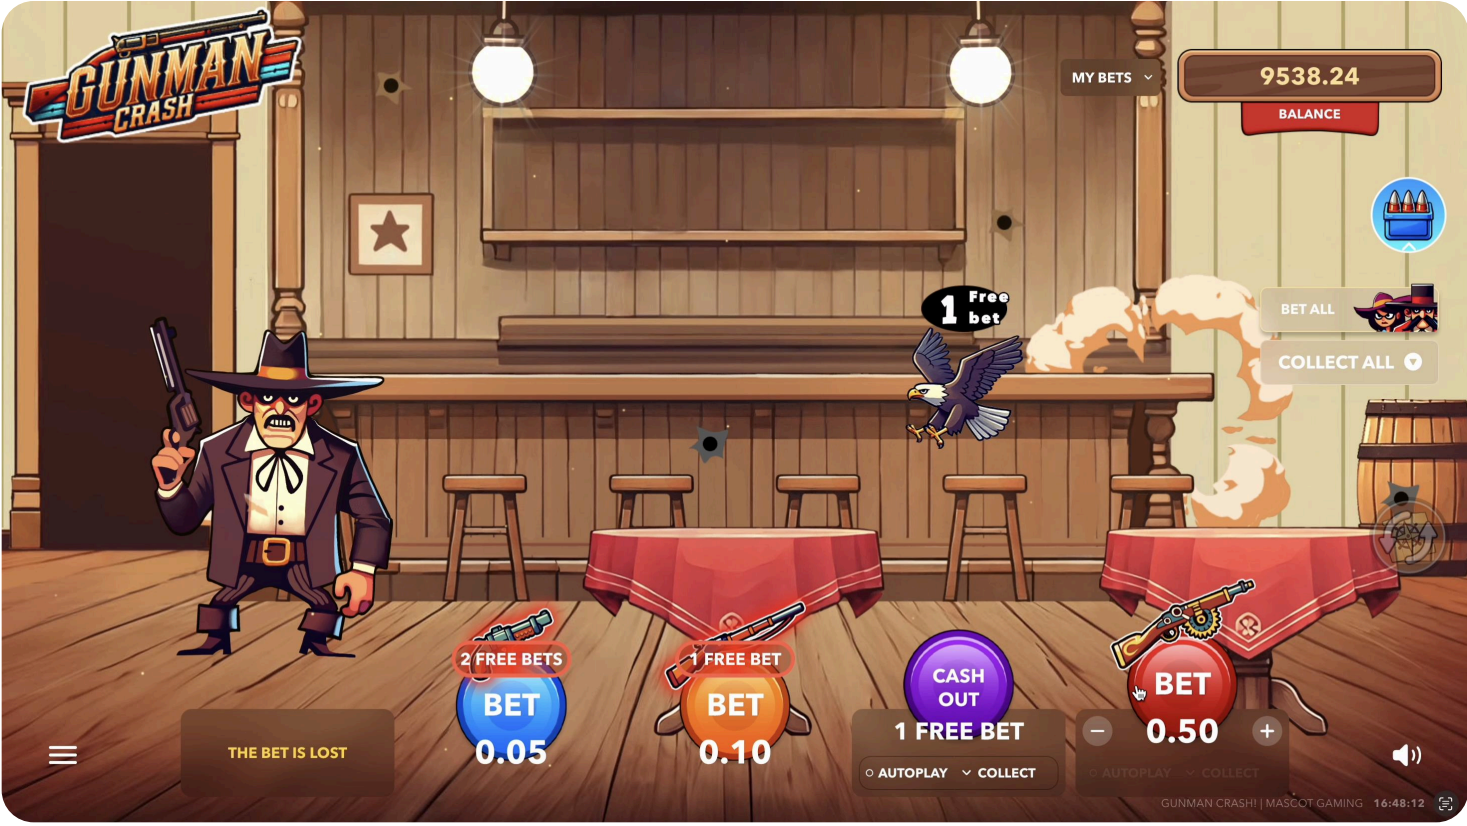 GUNMAN
CRASH
MY BETS
9538.24
BALANCE
BET ALL
COLLECT ALL
1 Free
bet
2 FREE BETS
BET
0.05
1 FREE BET
BET
0.10
CASH
OUT
1 FREE BET
AUTOPLAY
COLLECT
BET
− 0.50 +
AUTOPLAY
COLLECT
THE BET IS LOST
GUNMAN CRASH! | MASCOT GAMING 16:48:12